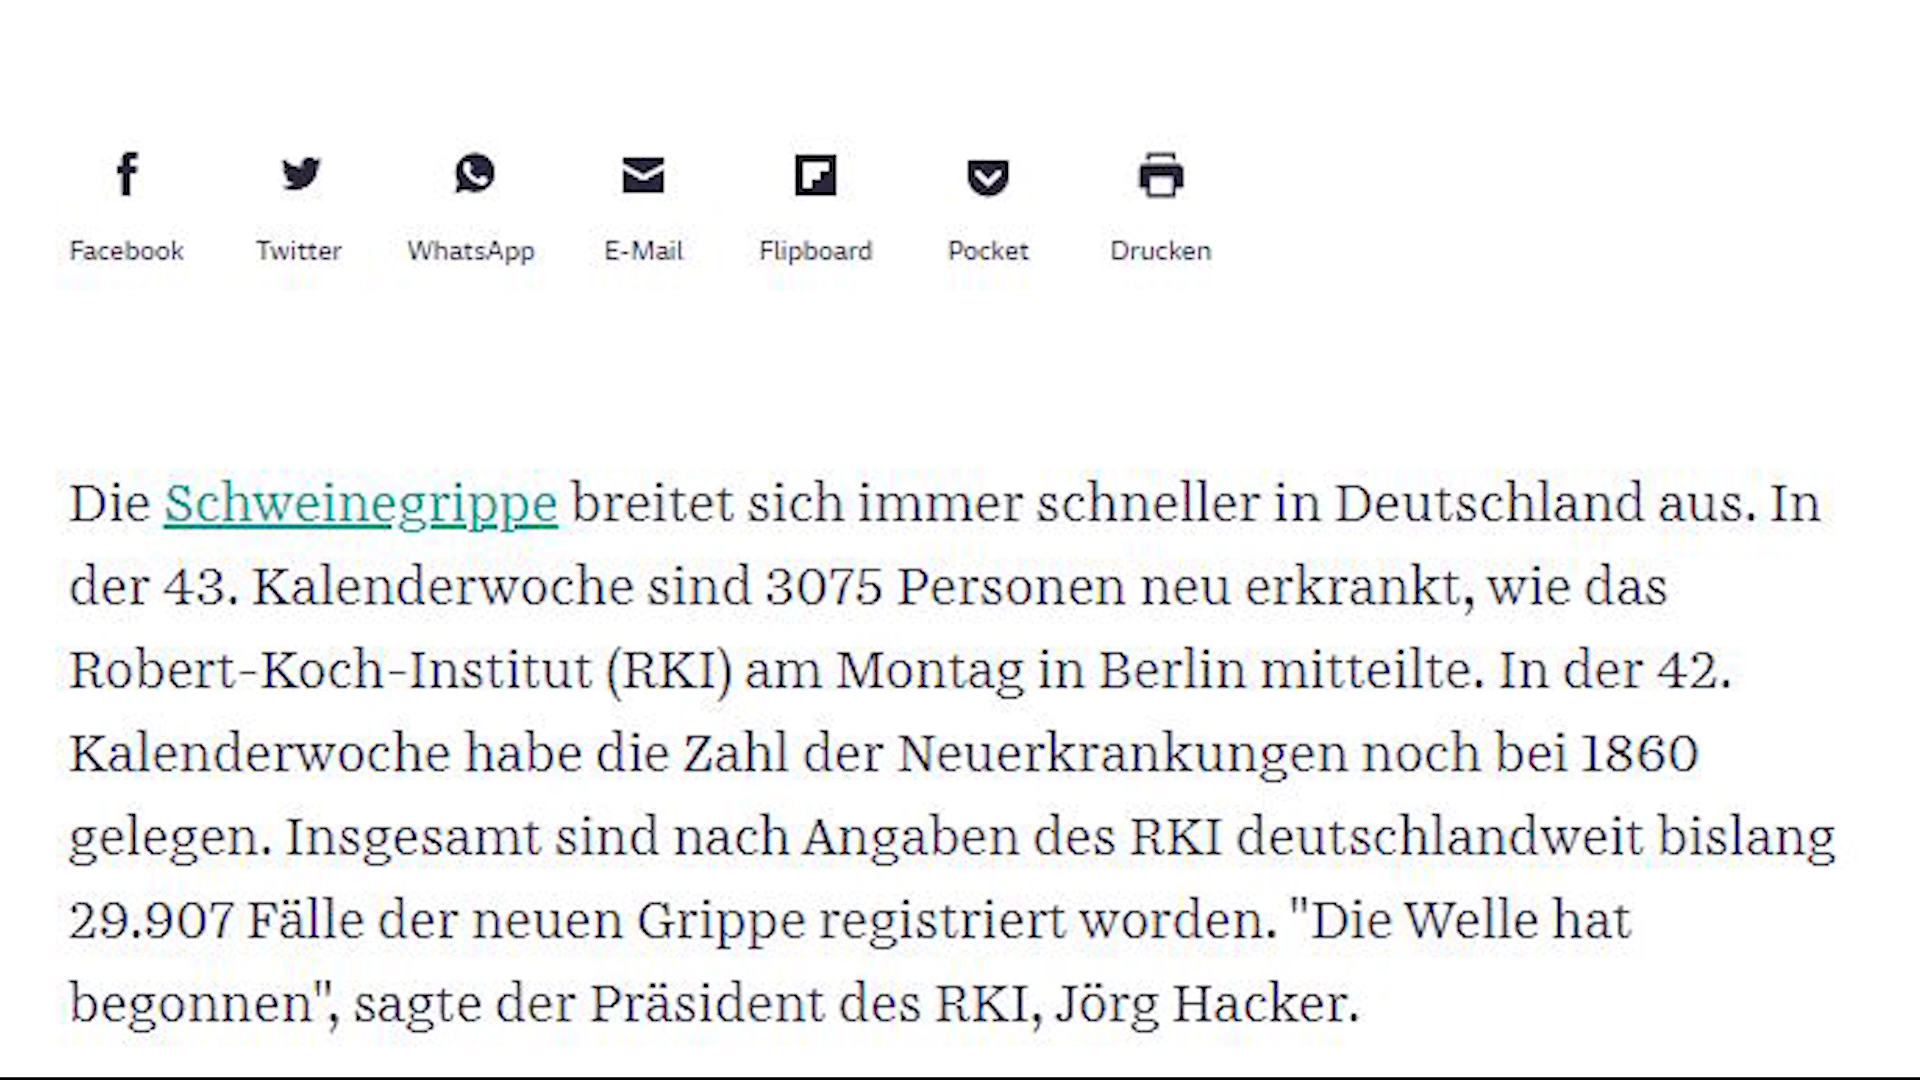 Facebook Twitter WhatsApp E-Mail Flipboard Pocket Drucken
Die Schweinegrippe breitet sich immer schneller in Deutschland aus. In
der 43. Kalenderwoche sind 3075 Personen neu erkrankt, wie das
Robert-Koch-Institut (RKI) am Montag in Berlin mitteilte. In der 42.
Kalenderwoche habe die Zahl der Neuerkrankungen noch bei 1860
gelegen. Insgesamt sind nach Angaben des RKI deutschlandweit bislang
29.907 Fälle der neuen Grippe registriert worden. "Die Welle hat
begonnen", sagte der Präsident des RKI, Jörg Hacker.